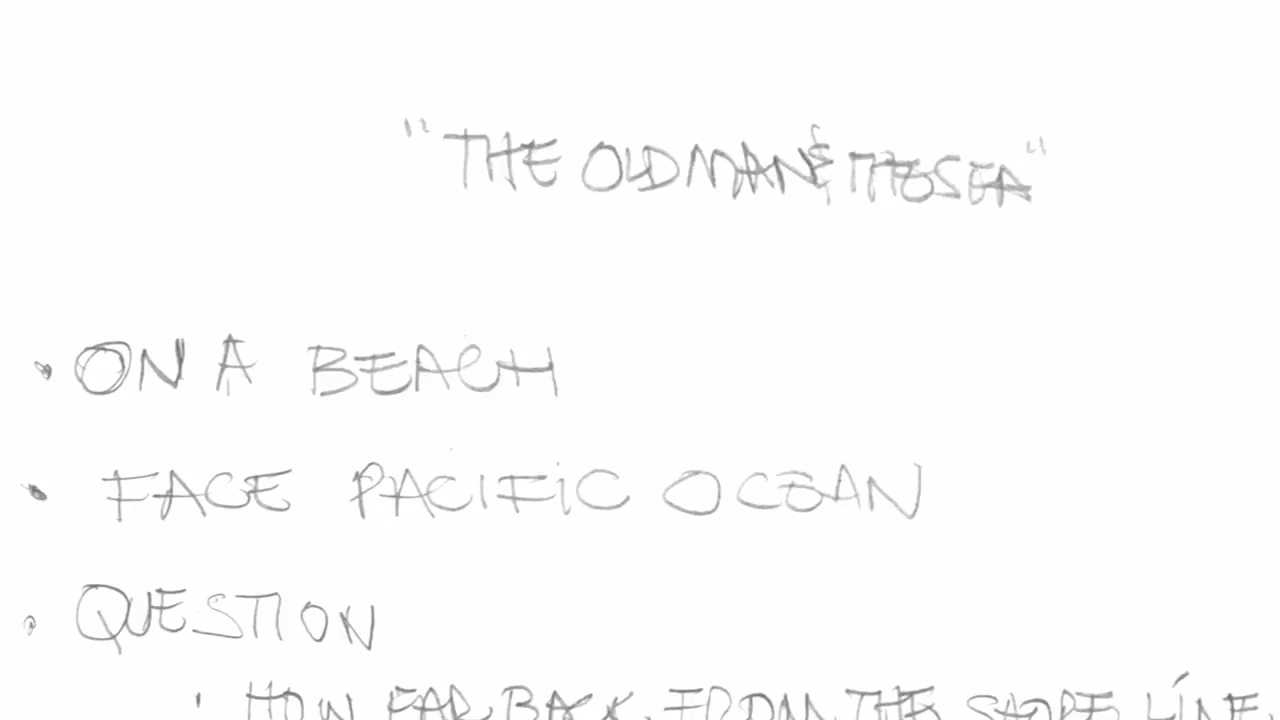 "THE OLD MAN & THE SEA"
• ON A BEACH
• FACE PACIFIC OCEAN
• QUESTION
• HOW FAR BACK FROM THE SHORE LINE